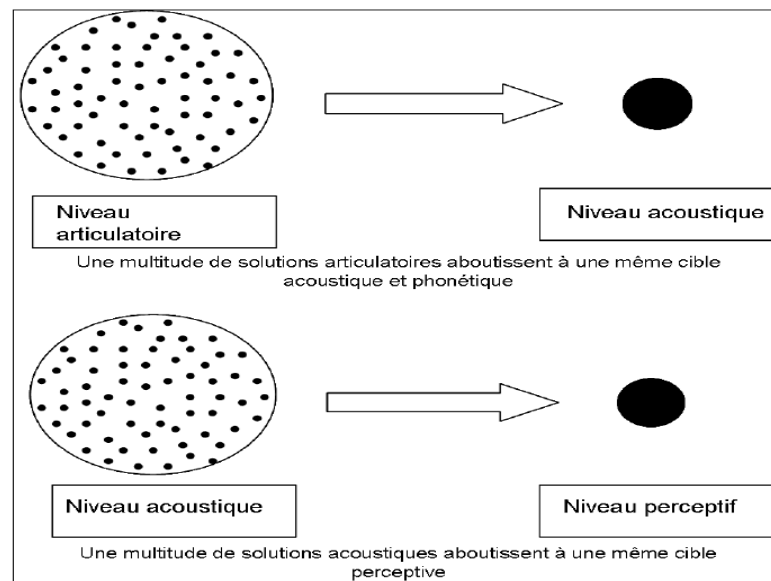 Niveau
articulatoire
Niveau acoustique
Une multitude de solutions articulatoires aboutissent à une même cible
acoustique et phonétique
Niveau acoustique
Niveau perceptif
Une multitude de solutions acoustiques aboutissent à une même cible
perceptive